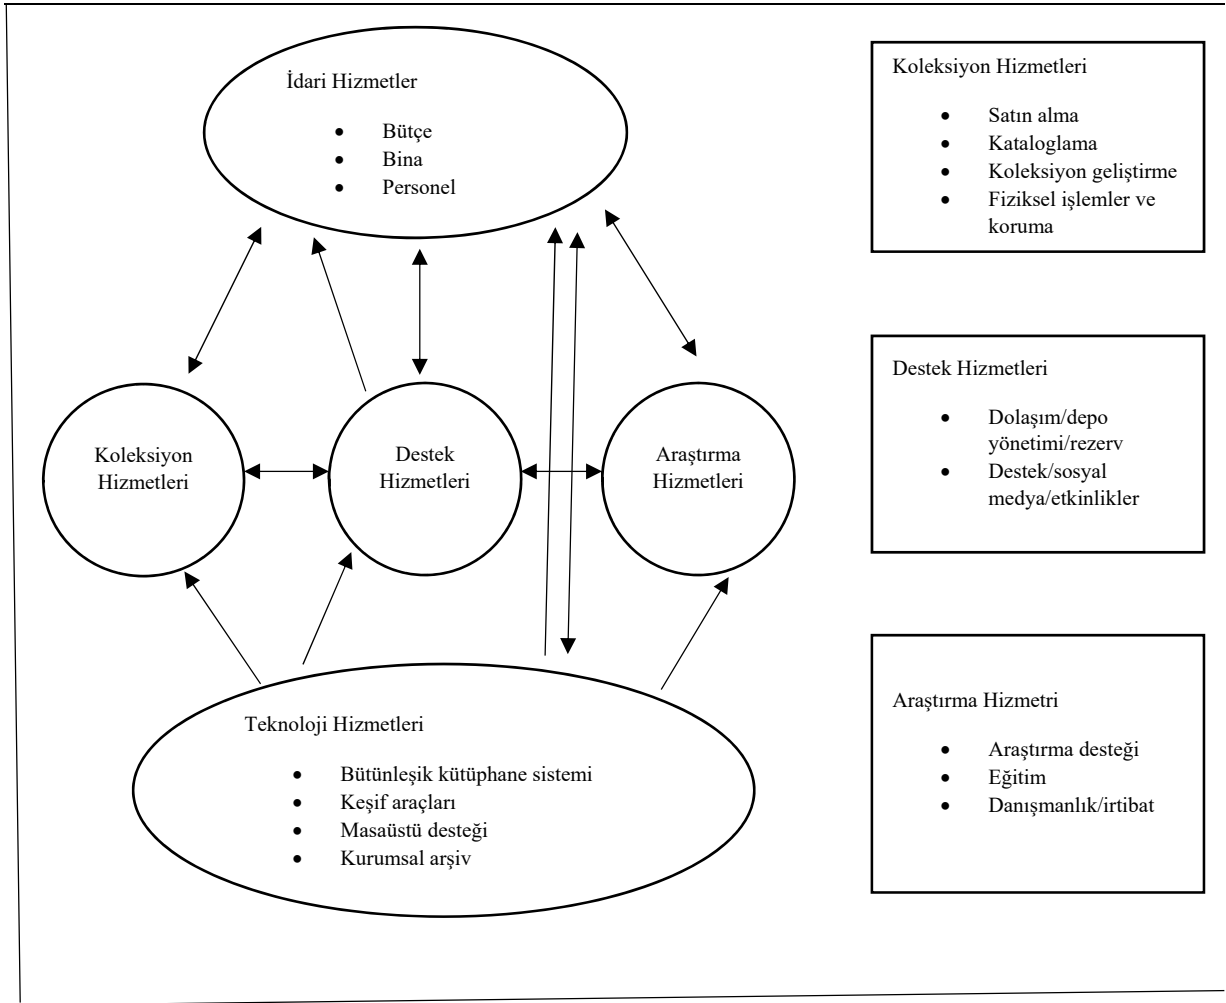 İdari Hizmetler
• Bütçe
• Bina
• Personel
Koleksiyon
Hizmetleri
Destek
Hizmetleri
Araştırma
Hizmetleri
Teknoloji Hizmetleri
• Bütünleşik kütüphane sistemi
• Keşif araçları
• Masaüstü desteği
• Kurumsal arşiv
Koleksiyon Hizmetleri
• Satın alma
• Kataloglama
• Koleksiyon geliştirme
• Fiziksel işlemler ve
koruma
Destek Hizmetleri
• Dolaşım/depo
yönetimi/rezerv
• Destek/sosyal
medya/etkinlikler
Araştırma Hizmetri
• Araştırma desteği
• Eğitim
• Danışmanlık/irtibat